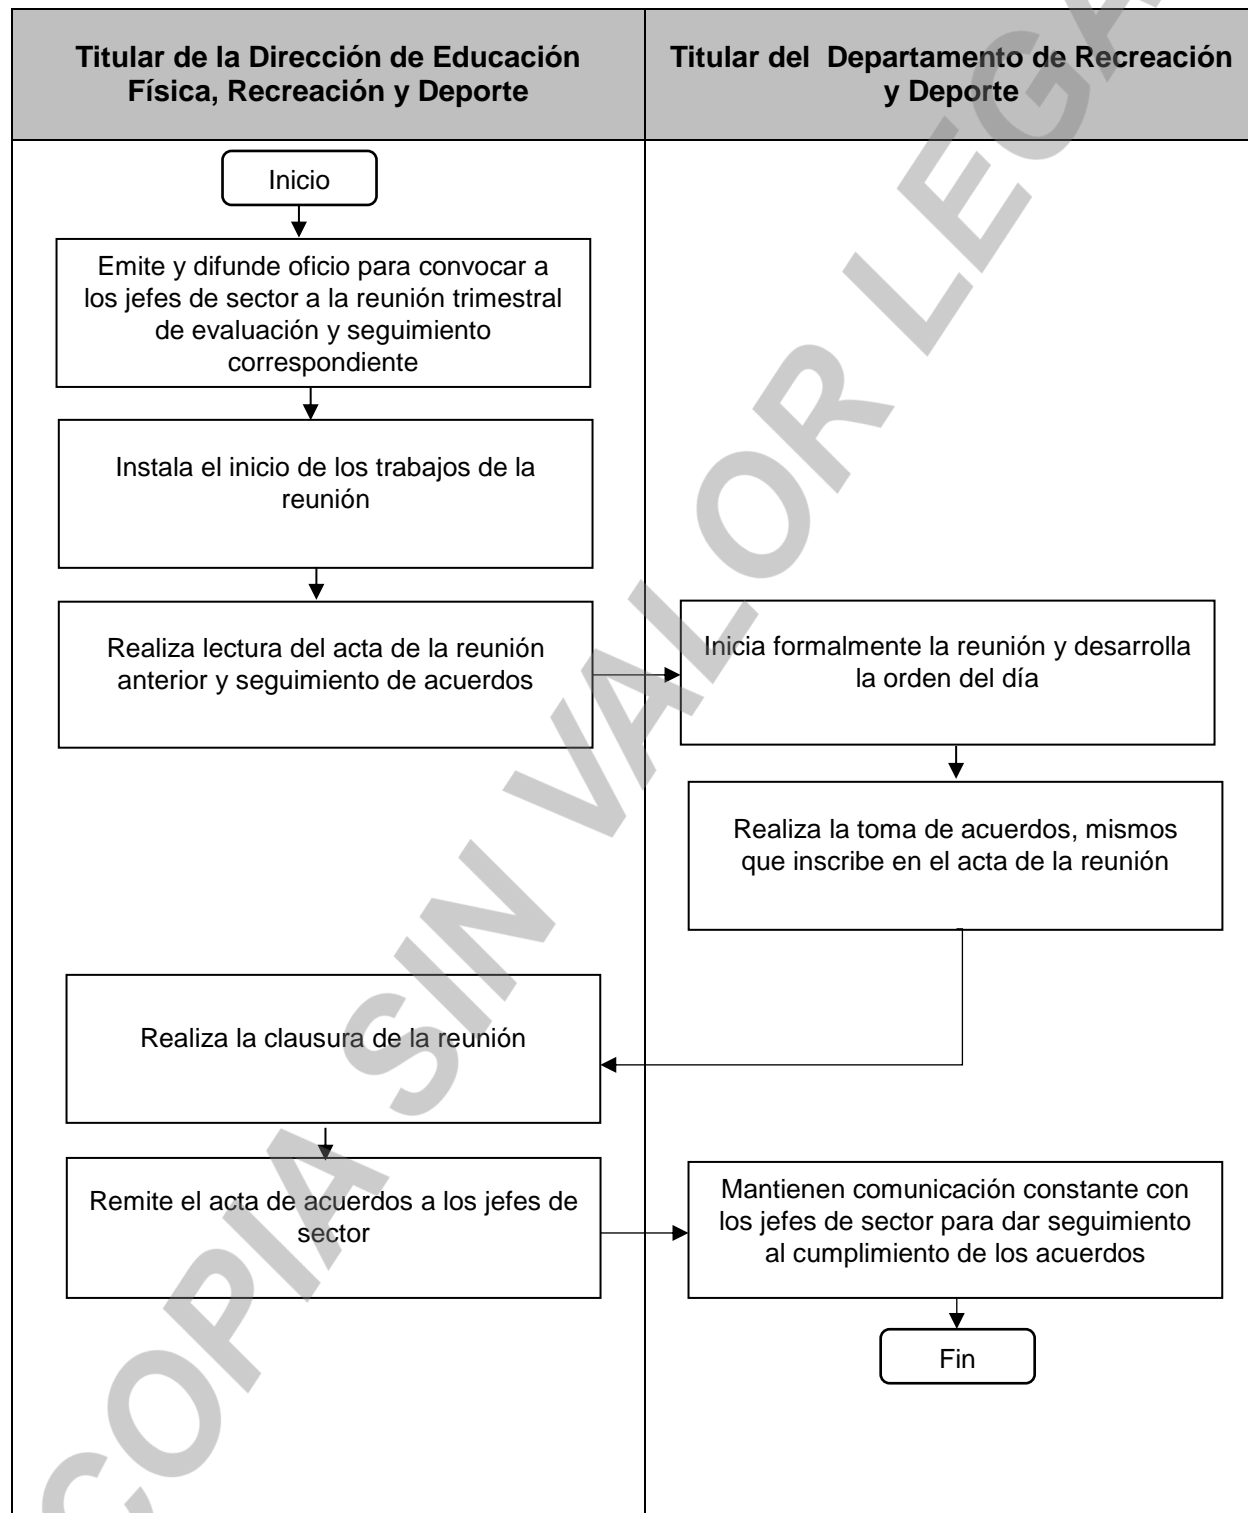 Titular de la Dirección de Educación
Física, Recreación y Deporte
Titular del Departamento de Recreación
y Deporte
Inicio
Emite y difunde oficio para convocar a
los jefes de sector a la reunión trimestral
de evaluación y seguimiento
correspondiente
Instala el inicio de los trabajos de la
reunión
Realiza lectura del acta de la reunión
anterior y seguimiento de acuerdos
Inicia formalmente la reunión y desarrolla
la orden del día
Realiza la toma de acuerdos, mismos
que inscribe en el acta de la reunión
Realiza la clausura de la reunión
Remite el acta de acuerdos a los jefes de
sector
Mantienen comunicación constante con
los jefes de sector para dar seguimiento
al cumplimiento de los acuerdos
Fin
COPIA SIN VALOR LEGA